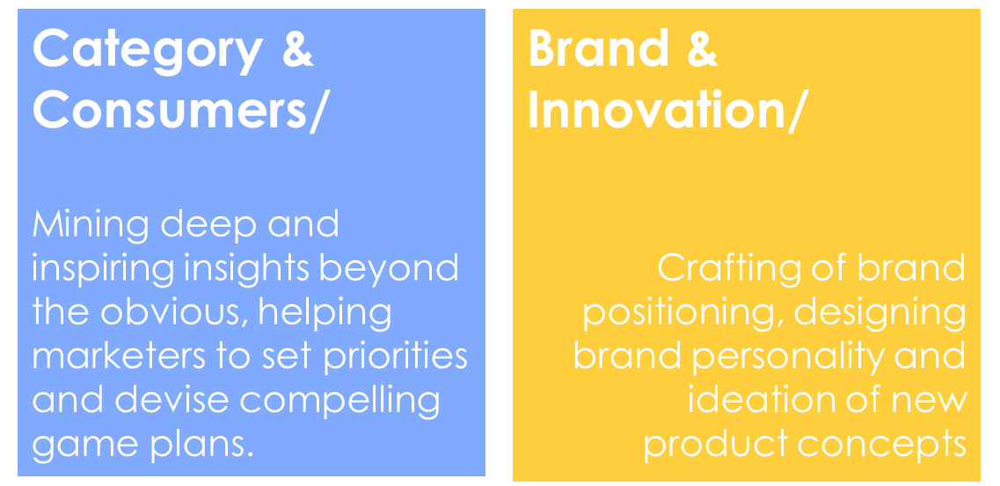 Category &
Consumers/
Mining deep and
inspiring insights beyond
the obvious, helping
marketers to set priorities
and devise compelling
game plans.
Brand &
Innovation/
Crafting of brand
positioning, designing
brand personality and
ideation of new
product concepts